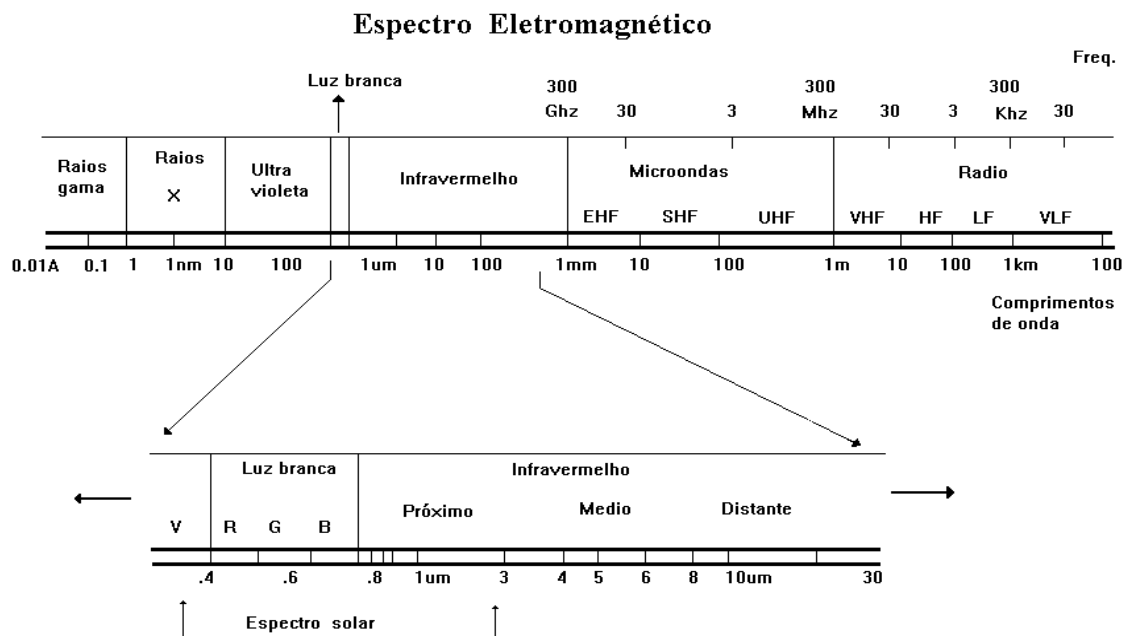 Espectro Eletromagnético
Freq.
Luz branca
300 300 300
Ghz 30 3 Mhz 30 3 Khz 30
Raios gama
Raios X
Ultra violeta
Infravermelho
Microondas
Radio
EHF SHF UHF VHF HF LF VLF
0.01A 0.1 1 1nm 10 100 1um 10 100 1mm 10 100 1m 10 100 1km 100
Comprimentos
de onda
Luz branca Infravermelho
Próximo Medio Distante
V R G B
.4 .6 .8 1um 3 4 5 6 8 10um 30
Espectro solar